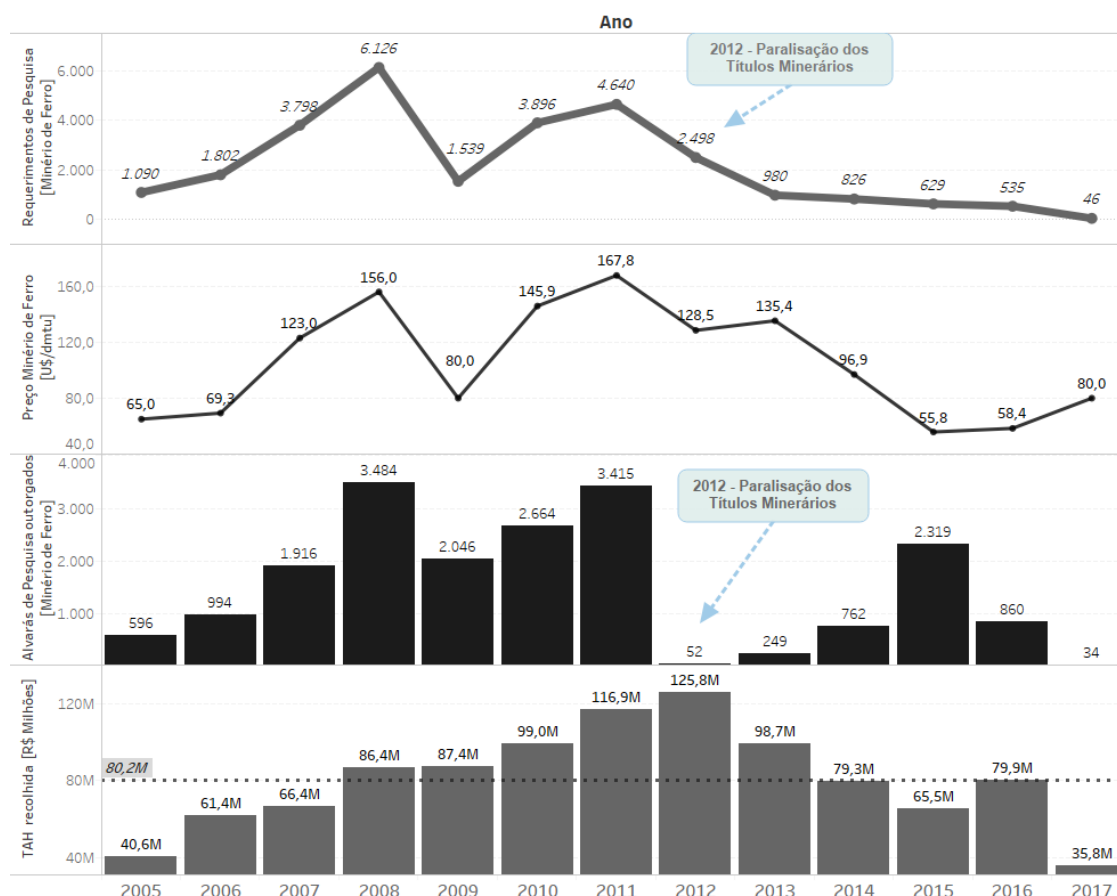 Ano
Requerimentos de Pesquisa
[Minério de Ferro]
6.000
4.000
2.000
0
1.090
1.802
3.798
6.126
1.539
3.896
4.640
2.498
980
826
629
535
46
2012 - Paralisação dos
Títulos Minerários
Preço Minério de Ferro
[U$/dmtu]
160,0
120,0
80,0
40,0
65,0
69,3
123,0
156,0
80,0
145,9
167,8
128,5
135,4
96,9
55,8
58,4
80,0
Alvarás de Pesquisa outorgados
[Minério de Ferro]
4.000
3.000
2.000
1.000
596
994
1.916
3.484
2.046
2.664
3.415
52
249
762
2.319
860
34
2012 - Paralisação dos
Títulos Minerários
TAH recolhida [R$ Milhões]
120M
80M
40M
80,2M
40,6M
61,4M
66,4M
86,4M
87,4M
99,0M
116,9M
125,8M
98,7M
79,3M
65,5M
79,9M
35,8M
2005 2006 2007 2008 2009 2010 2011 2012 2013 2014 2015 2016 2017